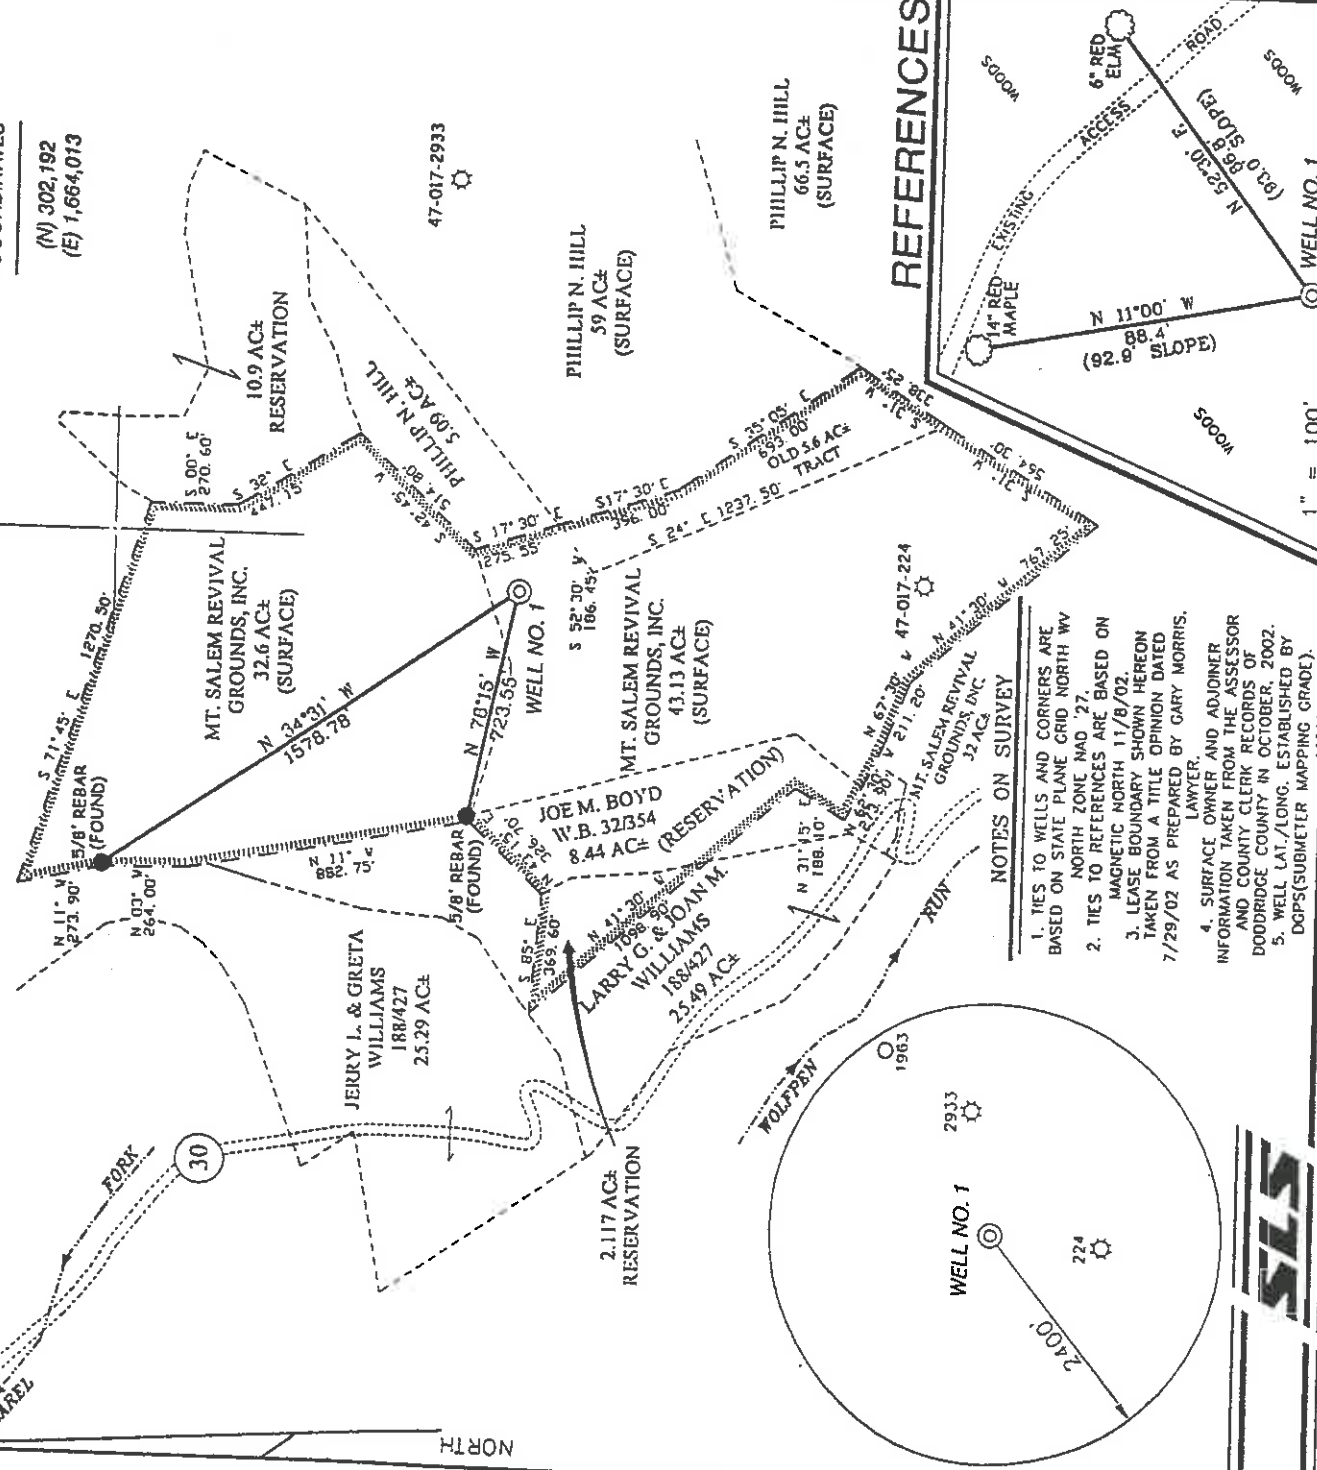 (N) 302,192
(E) 1,664,013
47-017-2933
10.9 AC±
RESERVATION
PHILLIP N. HILL
5.09 AC±
PHILLIP N. HILL
59 AC±
(SURFACE)
PHILLIP N. HILL
66.5 AC±
(SURFACE)
REFERENCES
WOODS
6" RED
ELM
ROAD
ACCESS
EXISTING
WOODS
N 52°30' E
86.8'
(93.0' SLOPE)
14" RED
MAPLE
N 11°00' W
88.4'
(92.9' SLOPE)
WELL NO. 1
WOODS
1" = 100'
S 71°45' E 1270.50'
S 00° E
270.60'
S 32° E
S 42°45' W
514.80'
S 17°30' E
275.55'
S17°30' E
396.00'
S 35°05' E
693.00'
OLD 5.6 AC±
TRACT
S 24° E 1237.50'
S 31° W
338.25'
S 31° W
564.30'
S 52°30' W
186.45'
MT. SALEM REVIVAL
GROUNDS, INC.
32.6 AC±
(SURFACE)
N 34°31' W
1578.78
N 78°15' W
723.55
WELL NO. 1
MT. SALEM REVIVAL
GROUNDS, INC.
43.13 AC±
(SURFACE)
47-017-224
N 41°30' W 767.25'
N 67°30' W 211.20'
MT. SALEM REVIVAL
GROUNDS, INC.
32 AC±
5/8' REBAR
(FOUND)
N 11° W
273.90'
N 03° W
264.00'
N 11° W
882.75'
5/8' REBAR
(FOUND)
JOE M. BOYD
W.B. 32/354
8.44 AC± (RESERVATION)
S 85° E
369.60'
N 41°30' W
1098.90'
N 31°45' E
188.10'
LARRY G. & JOAN M.
WILLIAMS
188/427
25.49 AC±
JERRY L. & GRETA
WILLIAMS
188/427
25.29 AC±
2.117 AC±
RESERVATION
30
FORK
WOLFPEN
RUN
NOTES ON SURVEY
1. TIES TO WELLS AND CORNERS ARE
BASED ON STATE PLANE GRID NORTH WV
NORTH ZONE NAD '27.
2. TIES TO REFERENCES ARE BASED ON
MAGNETIC NORTH 11/8/02.
3. LEASE BOUNDARY SHOWN HEREON
TAKEN FROM A TITLE OPINION DATED
7/29/02 AS PREPARED BY GARY MORRIS,
LAWYER.
4. SURFACE OWNER AND ADJOINER
INFORMATION TAKEN FROM THE ASSESSOR
AND COUNTY CLERK RECORDS OF
DODDRIDGE COUNTY IN OCTOBER, 2002.
5. WELL LAT./LONG. ESTABLISHED BY
DGPS(SUBMETER MAPPING GRADE).
1963
2933
WELL NO. 1
224
2400'
NORTH
SLS